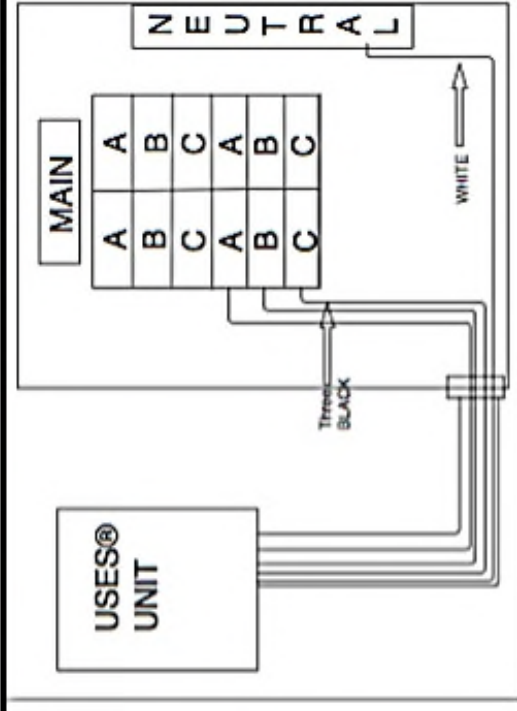 NEUTRAL
MAIN
A A
B B
C C
A A
B B
C C
WHITE
Three
BLACK
USES®
UNIT